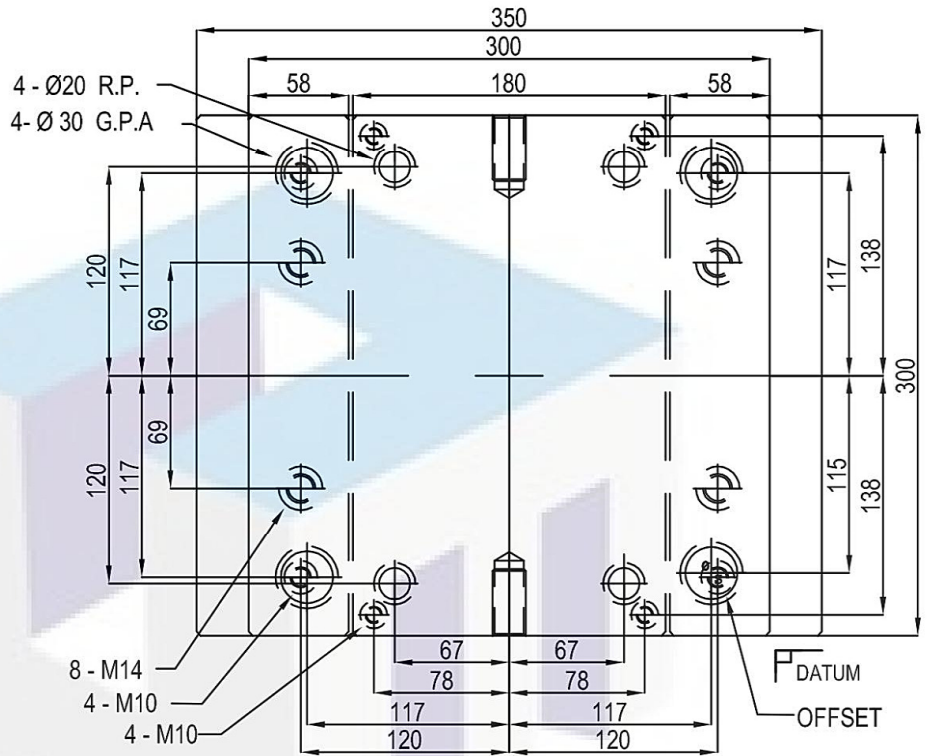 350
300
58 180 58
4 - Ø20 R.P.
4- Ø 30 G.P.A
120
117
69
117
138
300
69
117
120
115
138
8 - M14
4 - M10
4 - M10
67 67
78 78
117 117
120 120
DATUM
OFFSET